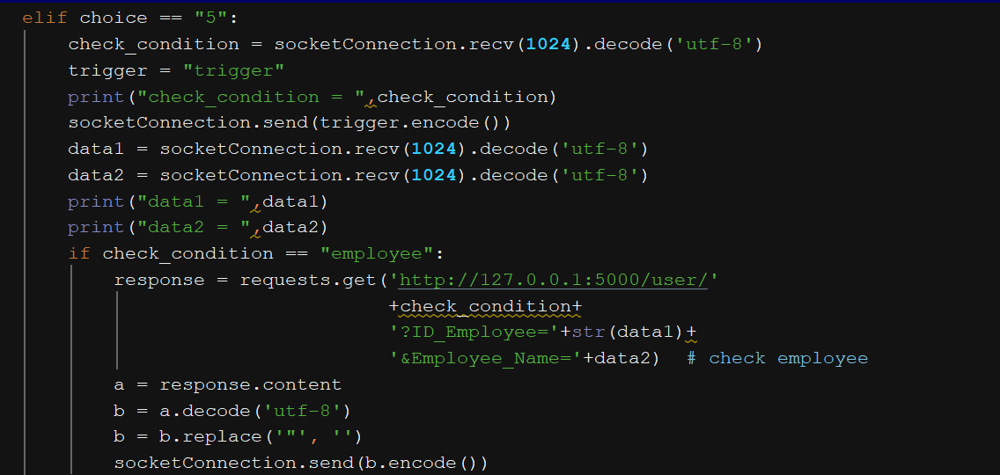 elif choice == "5":
check_condition = socketConnection.recv(1024).decode('utf-8')
trigger = "trigger"
print("check_condition = ",check_condition)
socketConnection.send(trigger.encode())
data1 = socketConnection.recv(1024).decode('utf-8')
data2 = socketConnection.recv(1024).decode('utf-8')
print("data1 = ",data1)
print("data2 = ",data2)
if check_condition == "employee":
response = requests.get('http://127.0.0.1:5000/user/'
+check_condition+
'?ID_Employee='+str(data1)+
'&Employee_Name='+data2)  # check employee
a = response.content
b = a.decode('utf-8')
b = b.replace('"', '')
socketConnection.send(b.encode())